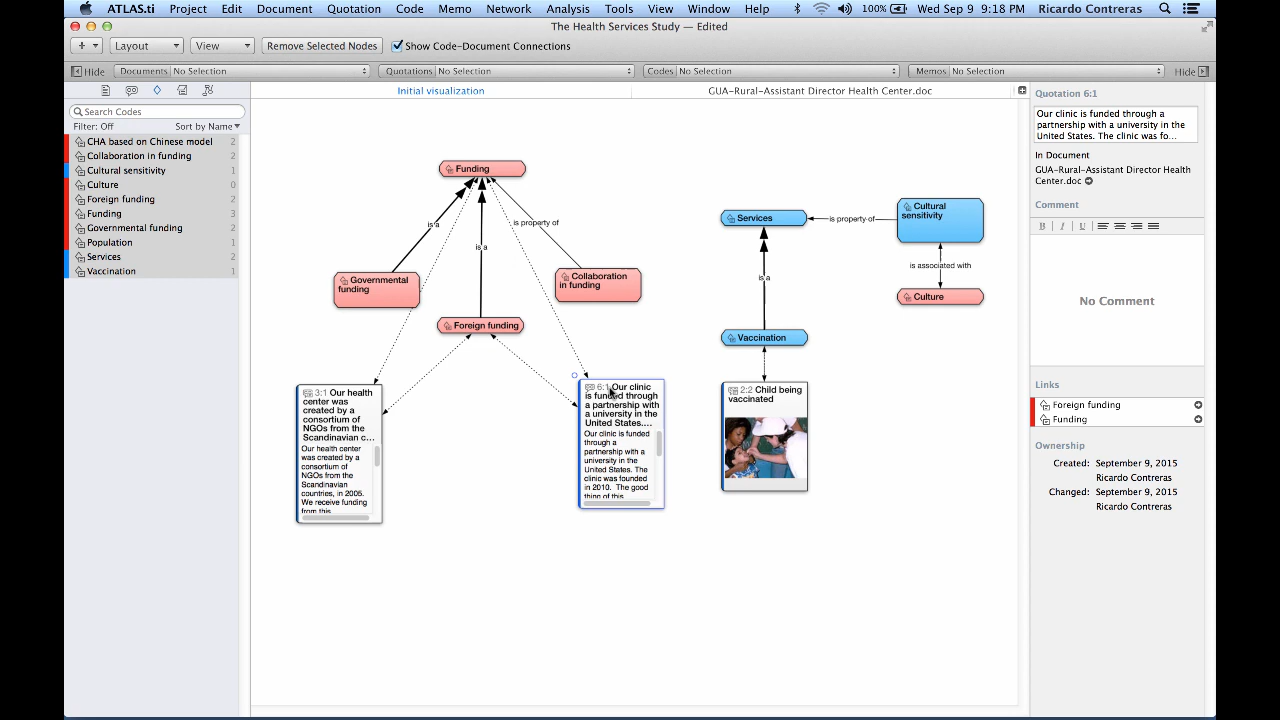 ATLAS.ti Project Edit Document Quotation Code Memo Network Analysis Tools View Window Help 100% Wed Sep 9 9:18 PM Ricardo Contreras
The Health Services Study — Edited
+ Layout View Remove Selected Nodes Show Code-Document Connections
Hide Documents No Selection Quotations No Selection Codes No Selection Memos No Selection Hide
Initial visualization GUA-Rural-Assistant Director Health Center.doc
Search Codes
Filter: Off Sort by Name
CHA based on Chinese model 2
Collaboration in funding 2
Cultural sensitivity 1
Culture 0
Foreign funding 2
Funding 3
Governmental funding 2
Population 1
Services 2
Vaccination 1
Funding
is a
is a
is property of
Governmental
funding
Collaboration
in funding
Foreign funding
3:1 Our health
center was
created by a
consortium of
NGOs from the
Scandinavian c...
Our health center
was created by a
consortium of
NGOs from the
Scandinavian
countries, in 2005.
We receive funding
from this
6:1 Our clinic
is funded through
a partnership with
a university in the
United States....
Our clinic is funded
through a
partnership with a
university in the
United States. The
clinic was founded
in 2010. The good
thing of this
Services
is property of
Cultural
sensitivity
is associated with
Culture
is a
Vaccination
2:2 Child being
vaccinated
Quotation 6:1
Our clinic is funded through a
partnership with a university in the
United States. The clinic was fo...
In Document
GUA-Rural-Assistant Director Health
Center.doc
Comment
B I U
No Comment
Links
Foreign funding
Funding
Ownership
Created: September 9, 2015
Ricardo Contreras
Changed: September 9, 2015
Ricardo Contreras